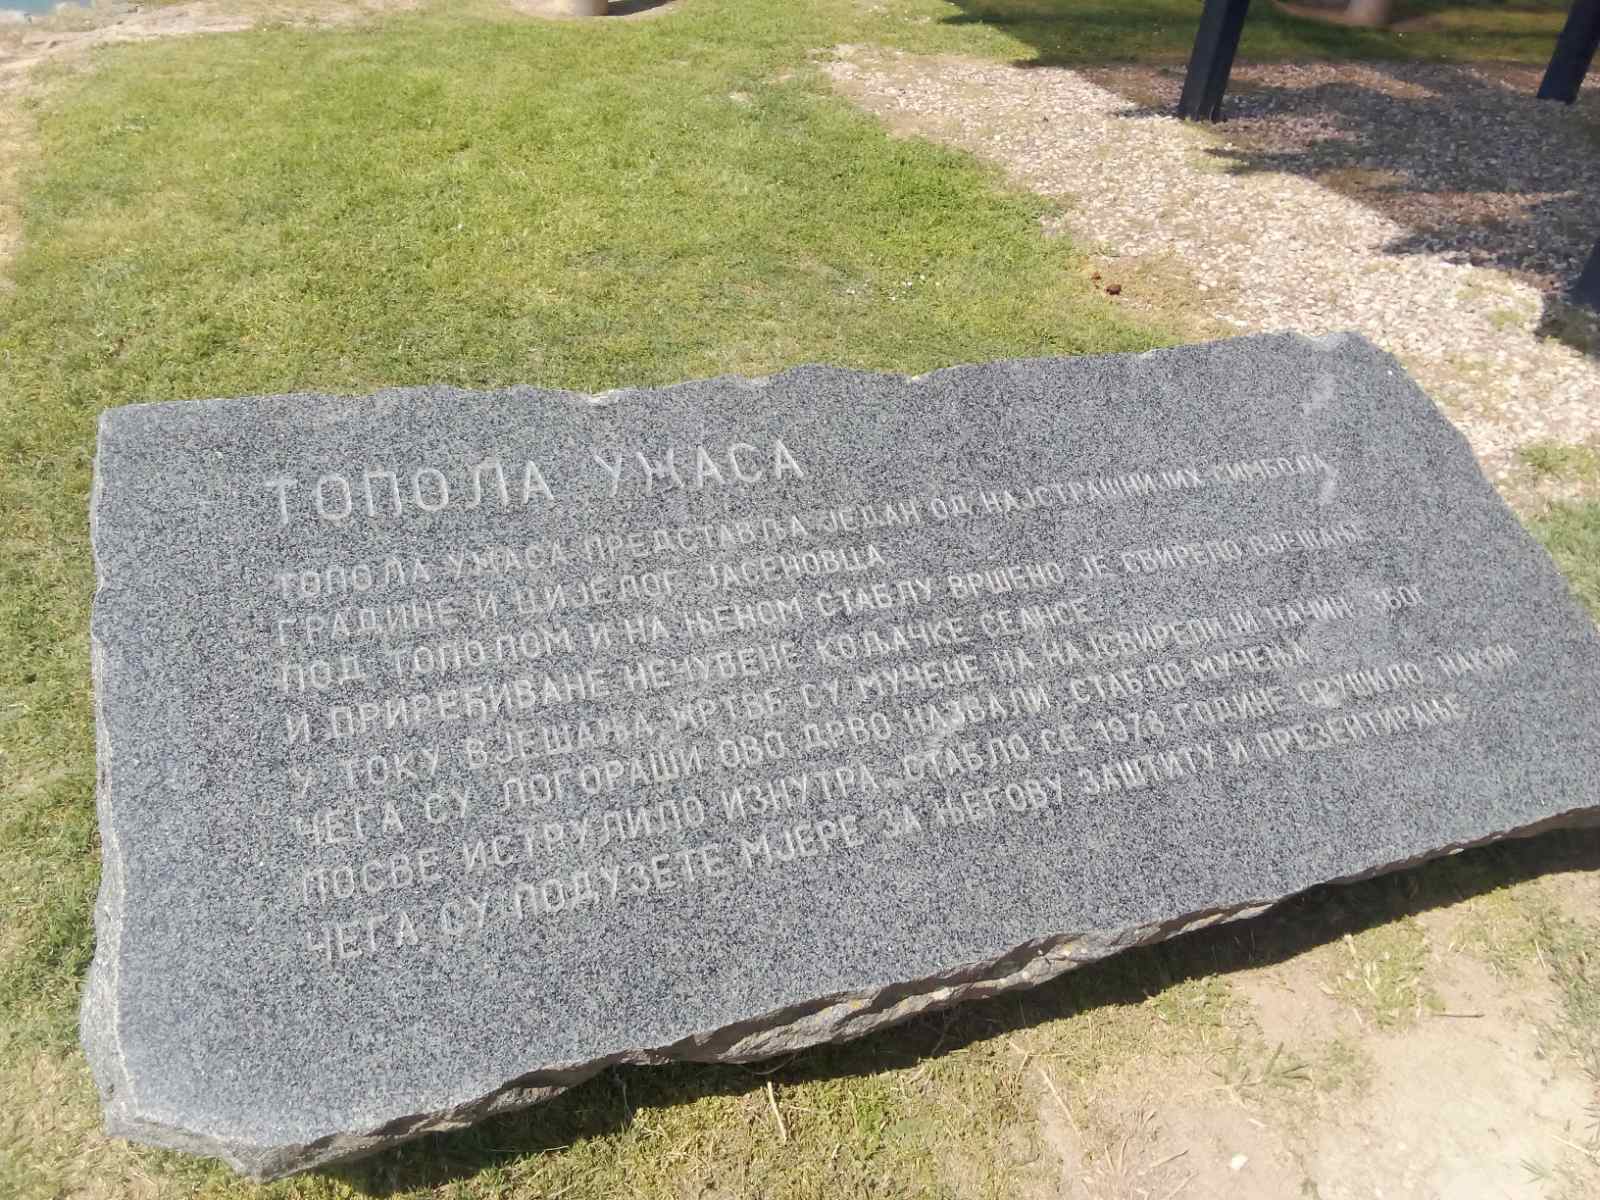 ТОПОЛА УЖАСА
ТОПОЛА УЖАСА ПРЕДСТАВЉА ЈЕДАН ОД НАЈСТРАШНИЈИХ СИМБОЛА
ГРАДИНЕ И ЦИЈЕЛОГ ЈАСЕНОВЦА.
ПОД ТОПОЛОМ И НА ЊЕНОМ СТАБЛУ ВРШЕНО ЈЕ СВИРЕПО ВЈЕШАЊЕ
И ПРИРЕЂИВАНЕ НЕЧУВЕНЕ КОЉАЧКЕ СЕАНСЕ.
У ТОКУ ВЈЕШАЊА ЖРТВЕ СУ МУЧЕНЕ НА НАЈСВИРЕПИЈИ НАЧИН ЗБОГ
ЧЕГА СУ ЛОГОРАШИ ОВО ДРВО НАЗВАЛИ СТАБЛО МУЧЕЊА.
ПОСВЕ ИСТРУЛИЛО ИЗНУТРА, СТАБЛО СЕ 1978 ГОДИНЕ СРУШИЛО НАКОН
ЧЕГА СУ ПОДУЗЕТЕ МЈЕРЕ ЗА ЊЕГОВУ ЗАШТИТУ И ПРЕЗЕНТИРАЊЕ